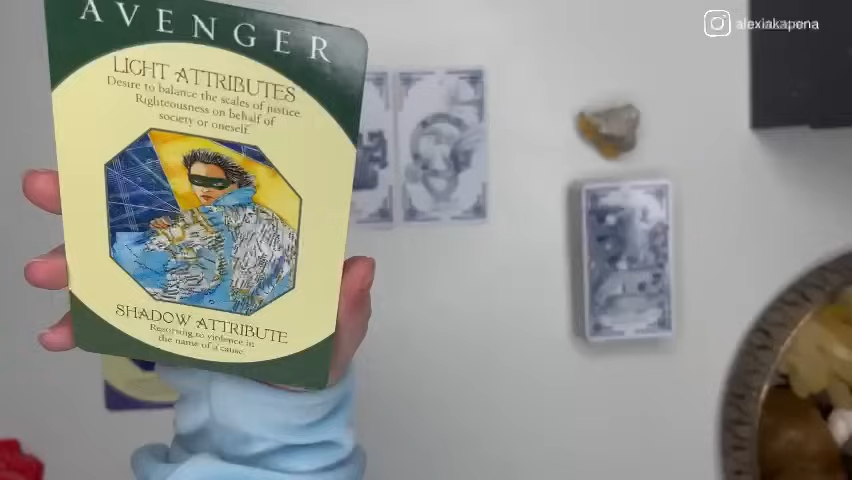 alexiakapena
AVENGER
LIGHT ATTRIBUTES
Desire to balance the scales of justice.
Righteousness on behalf of
society or oneself.
SHADOW ATTRIBUTE
Resorting to violence in
the name of a cause.